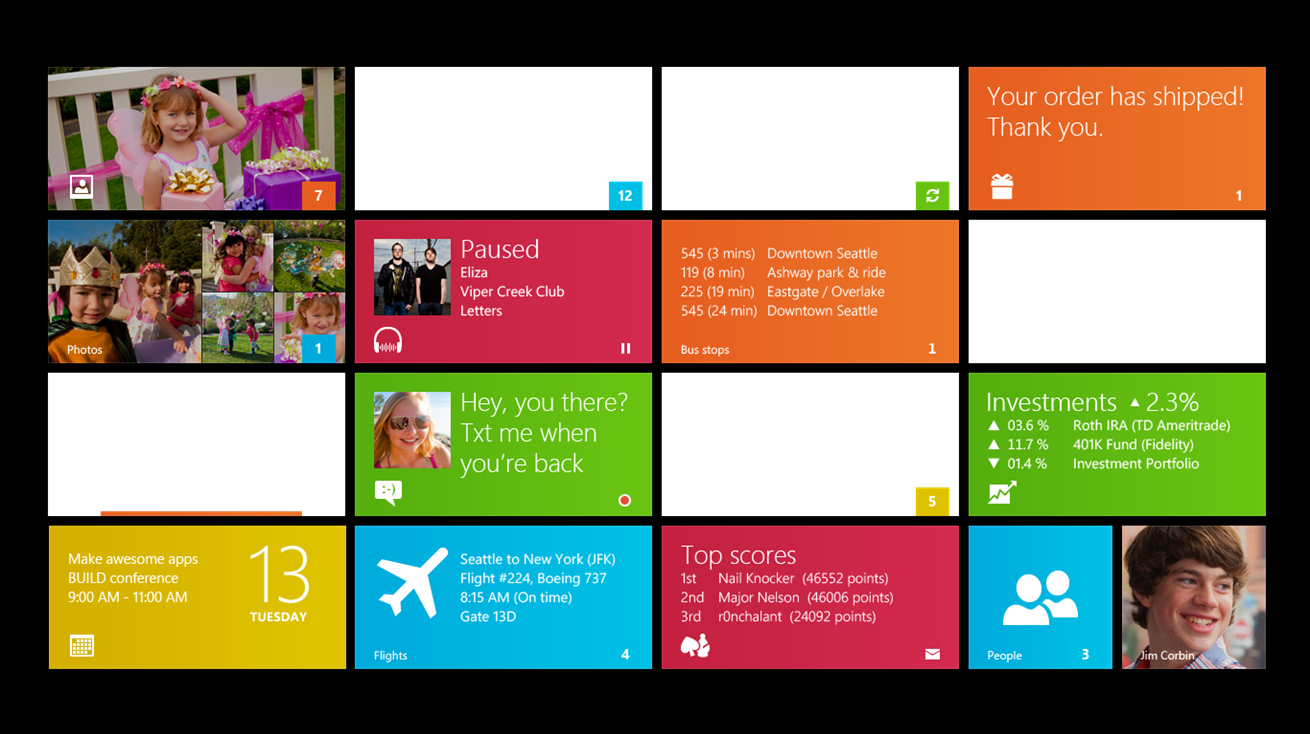 7
12
Your order has shipped!
Thank you.
1
Photos
1
Paused
Eliza
Viper Creek Club
Letters
545 (3 mins) Downtown Seattle
119 (8 min) Ashway park & ride
225 (19 min) Eastgate / Overlake
545 (24 min) Downtown Seattle
Bus stops
1
Hey, you there?
Txt me when
you're back
:-)
5
Investments ▲ 2.3%
▲ 03.6 % Roth IRA (TD Ameritrade)
▲ 11.7 % 401K Fund (Fidelity)
▼ 01.4 % Investment Portfolio
Make awesome apps
BUILD conference
9:00 AM - 11:00 AM
13
TUESDAY
Seattle to New York (JFK)
Flight #224, Boeing 737
8:15 AM (On time)
Gate 13D
Flights
4
Top scores
1st Nail Knocker (46552 points)
2nd Major Nelson (46006 points)
3rd r0nchalant (24092 points)
People
3
Jim Corbin